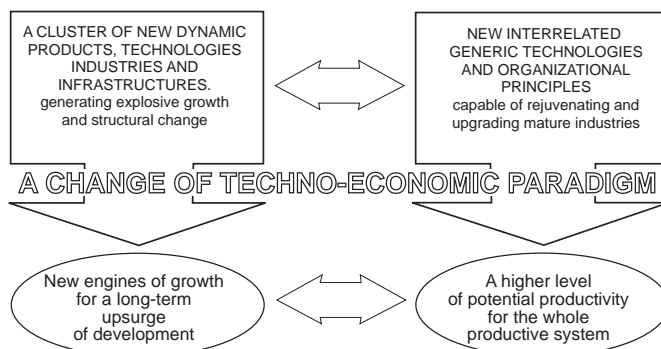 A CLUSTER OF NEW DYNAMIC
PRODUCTS, TECHNOLOGIES
INDUSTRIES AND
INFRASTRUCTURES.
generating explosive growth
and structural change
NEW INTERRELATED
GENERIC TECHNOLOGIES
AND ORGANIZATIONAL
PRINCIPLES
capable of rejuvenating and
upgrading mature industries
A CHANGE OF TECHNO-ECONOMIC PARADIGM
New engines of growth
for a long-term
upsurge
of development
A higher level
of potential productivity
for the whole
productive system